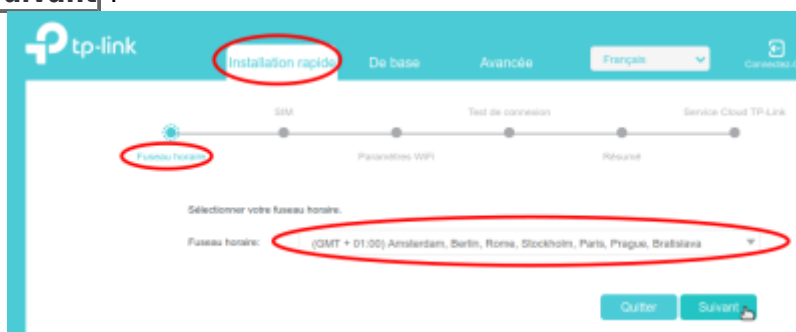 uivant .
tp-link
Installation rapide De base Avancée Français
SIM Test de connexion Service Cloud TP-Link
Fuseau horaire Paramètres WiFi Résumé
Sélectionner votre fuseau horaire.
Fuseau horaire: (GMT + 01:00) Amsterdam, Berlin, Rome, Stockholm, Paris, Prague, Bratislava
Quitter Suivant